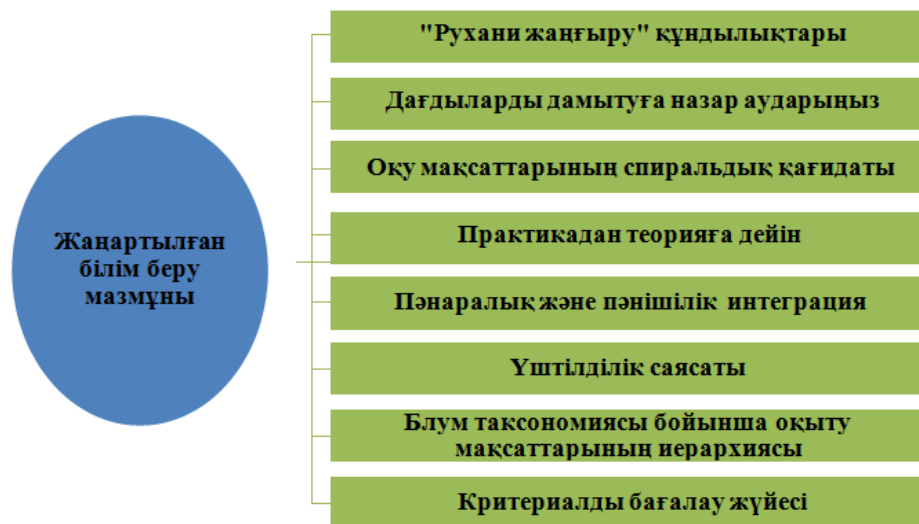 Жаңартылған
білім беру
мазмұны
"Рухани жаңғыру" құндылықтары
Дағдыларды дамытуға назар аударыңыз
Оқу мақсаттарының спиральдық қағидаты
Практикадан теорияға дейін
Пәнаралық және пәнішілік интеграция
Үштілділік саясаты
Блум таксономиясы бойынша оқыту
мақсаттарының иерархиясы
Критериалды бағалау жүйесі